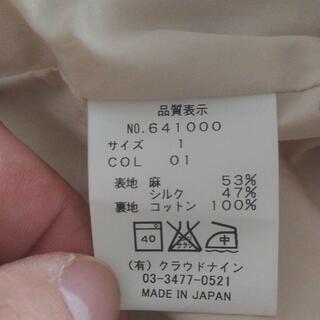 品質表示
NO.641000
サイズ 1
COL 01
表地 麻 53%
シルク 47%
裏地 コットン 100%
40 中
(有) クラウドナイン
03-3477-0521
MADE IN JAPAN